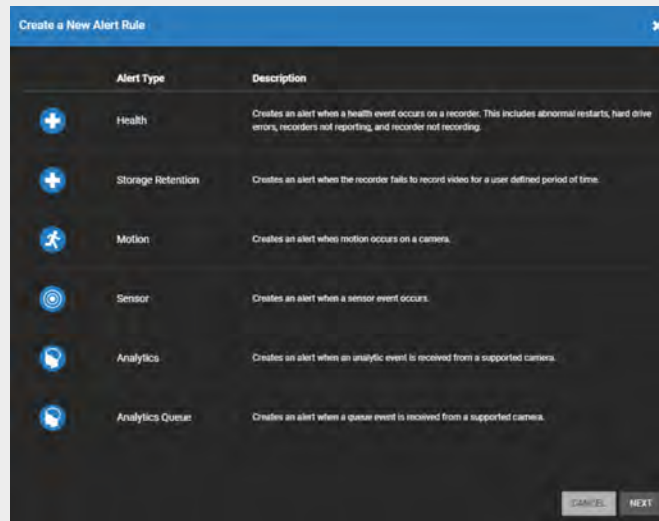 Create a New Alert Rule
Alert Type Description
Health Creates an alert when a health event occurs on a recorder. This includes abnormal restarts, hard drive
errors, recorders not reporting, and recorder not recording.
Storage Retention Creates an alert when the recorder fails to record video for a user defined period of time.
Motion Creates an alert when motion occurs on a camera.
Sensor Creates an alert when a sensor event occurs.
Analytics Creates an alert when an analytic event is received from a supported camera.
Analytics Queue Creates an alert when a queue event is received from a supported camera.
CANCEL NEXT